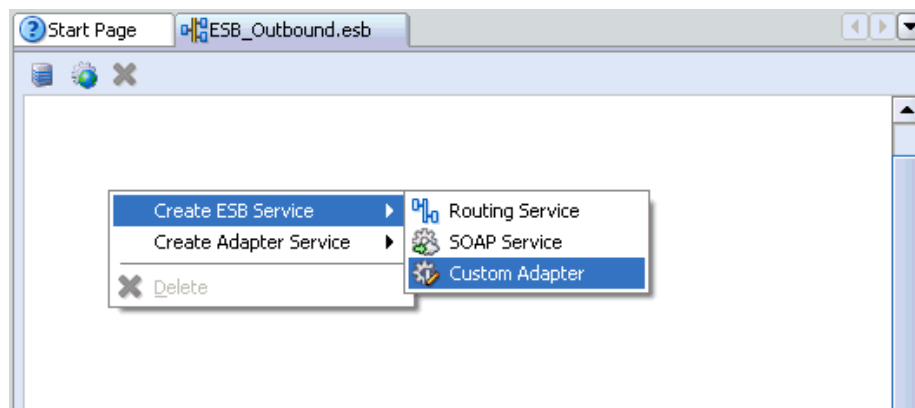 Start Page
ESB_Outbound.esb
Create ESB Service
Create Adapter Service
Delete
Routing Service
SOAP Service
Custom Adapter